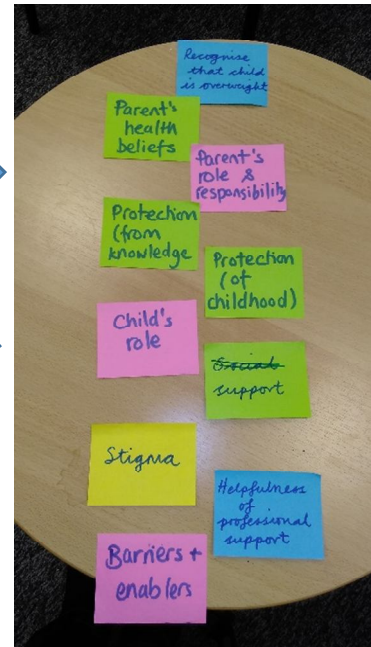 Recognise
that child
is overweight
Parent's
health
beliefs
Parent's
role &
responsibility
Protection
(from
knowledge
Protection
(of
childhood)
Child's
role
Social
support
Stigma
Helpfulness
of
professional
support
Barriers +
enablers